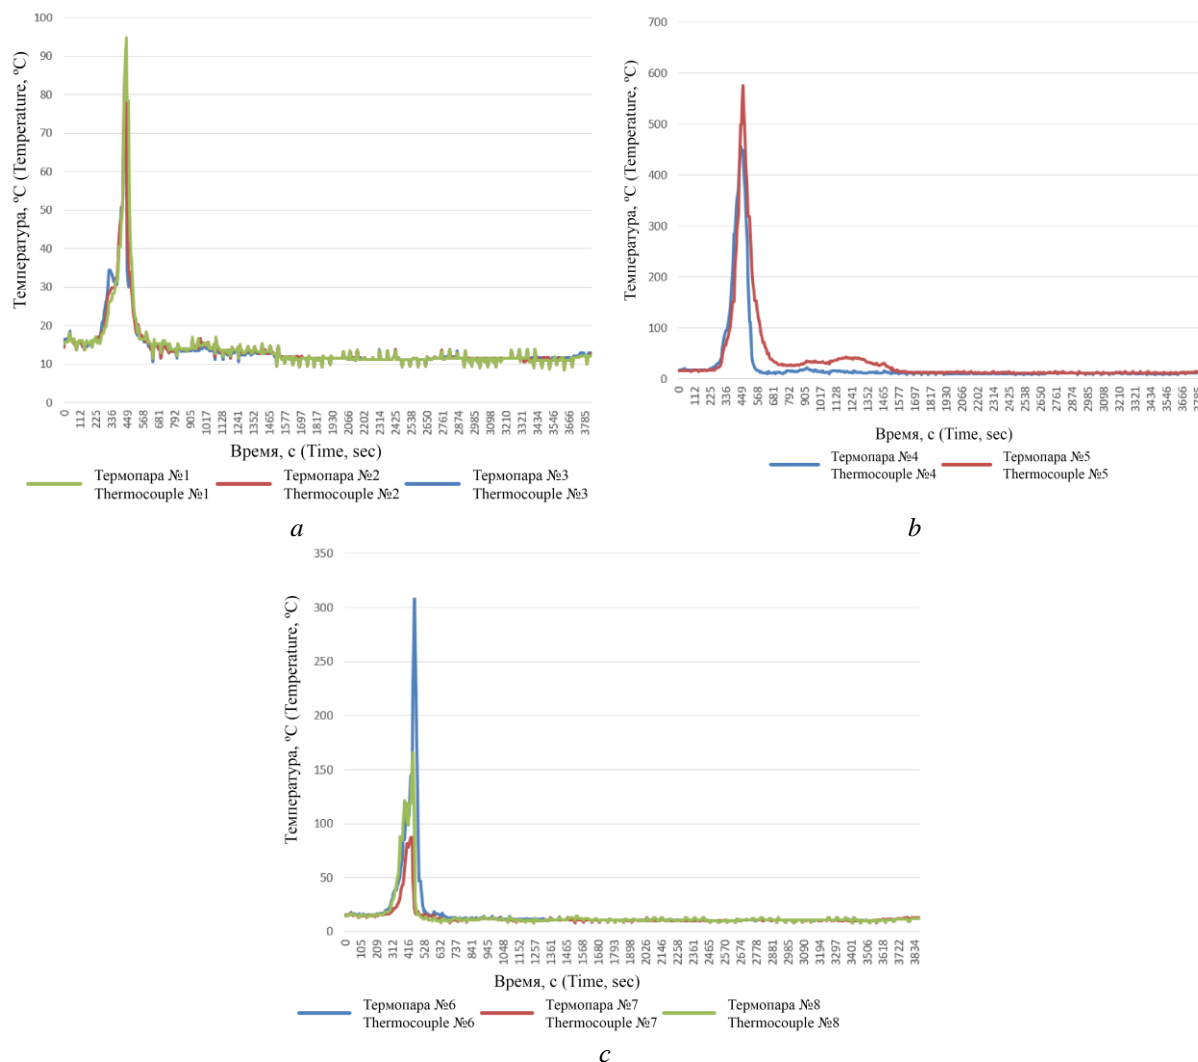 Температура, ºС (Temperature, ºC)
100
90
80
70
60
50
40
30
20
10
0
0 112 225 336 449 568 681 792 905 1017 1128 1241 1352 1465 1577 1697 1817 1930 2066 2202 2314 2425 2538 2650 2761 2874 2985 3098 3210 3321 3434 3546 3666 3785
Время, с (Time, sec)
Термопара №1 Термопара №2 Термопара №3
Thermocouple №1 Thermocouple №2 Thermocouple №3
a
Температура, ºС (Temperature, ºC)
700
600
500
400
300
200
100
0
0 112 225 336 449 568 681 792 905 1017 1128 1241 1352 1465 1577 1697 1817 1930 2066 2202 2314 2425 2538 2650 2761 2874 2985 3098 3210 3321 3434 3546 3666 3785
Время, с (Time, sec)
Термопара №4 Термопара №5
Thermocouple №4 Thermocouple №5
b
Температура, ºС (Temperature, ºC)
350
300
250
200
150
100
50
0
0 105 209 312 416 528 632 737 841 945 1048 1152 1257 1361 1465 1568 1680 1793 1898 2026 2146 2258 2361 2465 2570 2674 2778 2881 2985 3090 3194 3297 3401 3506 3618 3722 3834
Время, с (Time, sec)
Термопара №6 Термопара №7 Термопара №8
Thermocouple №6 Thermocouple №7 Thermocouple №8
c